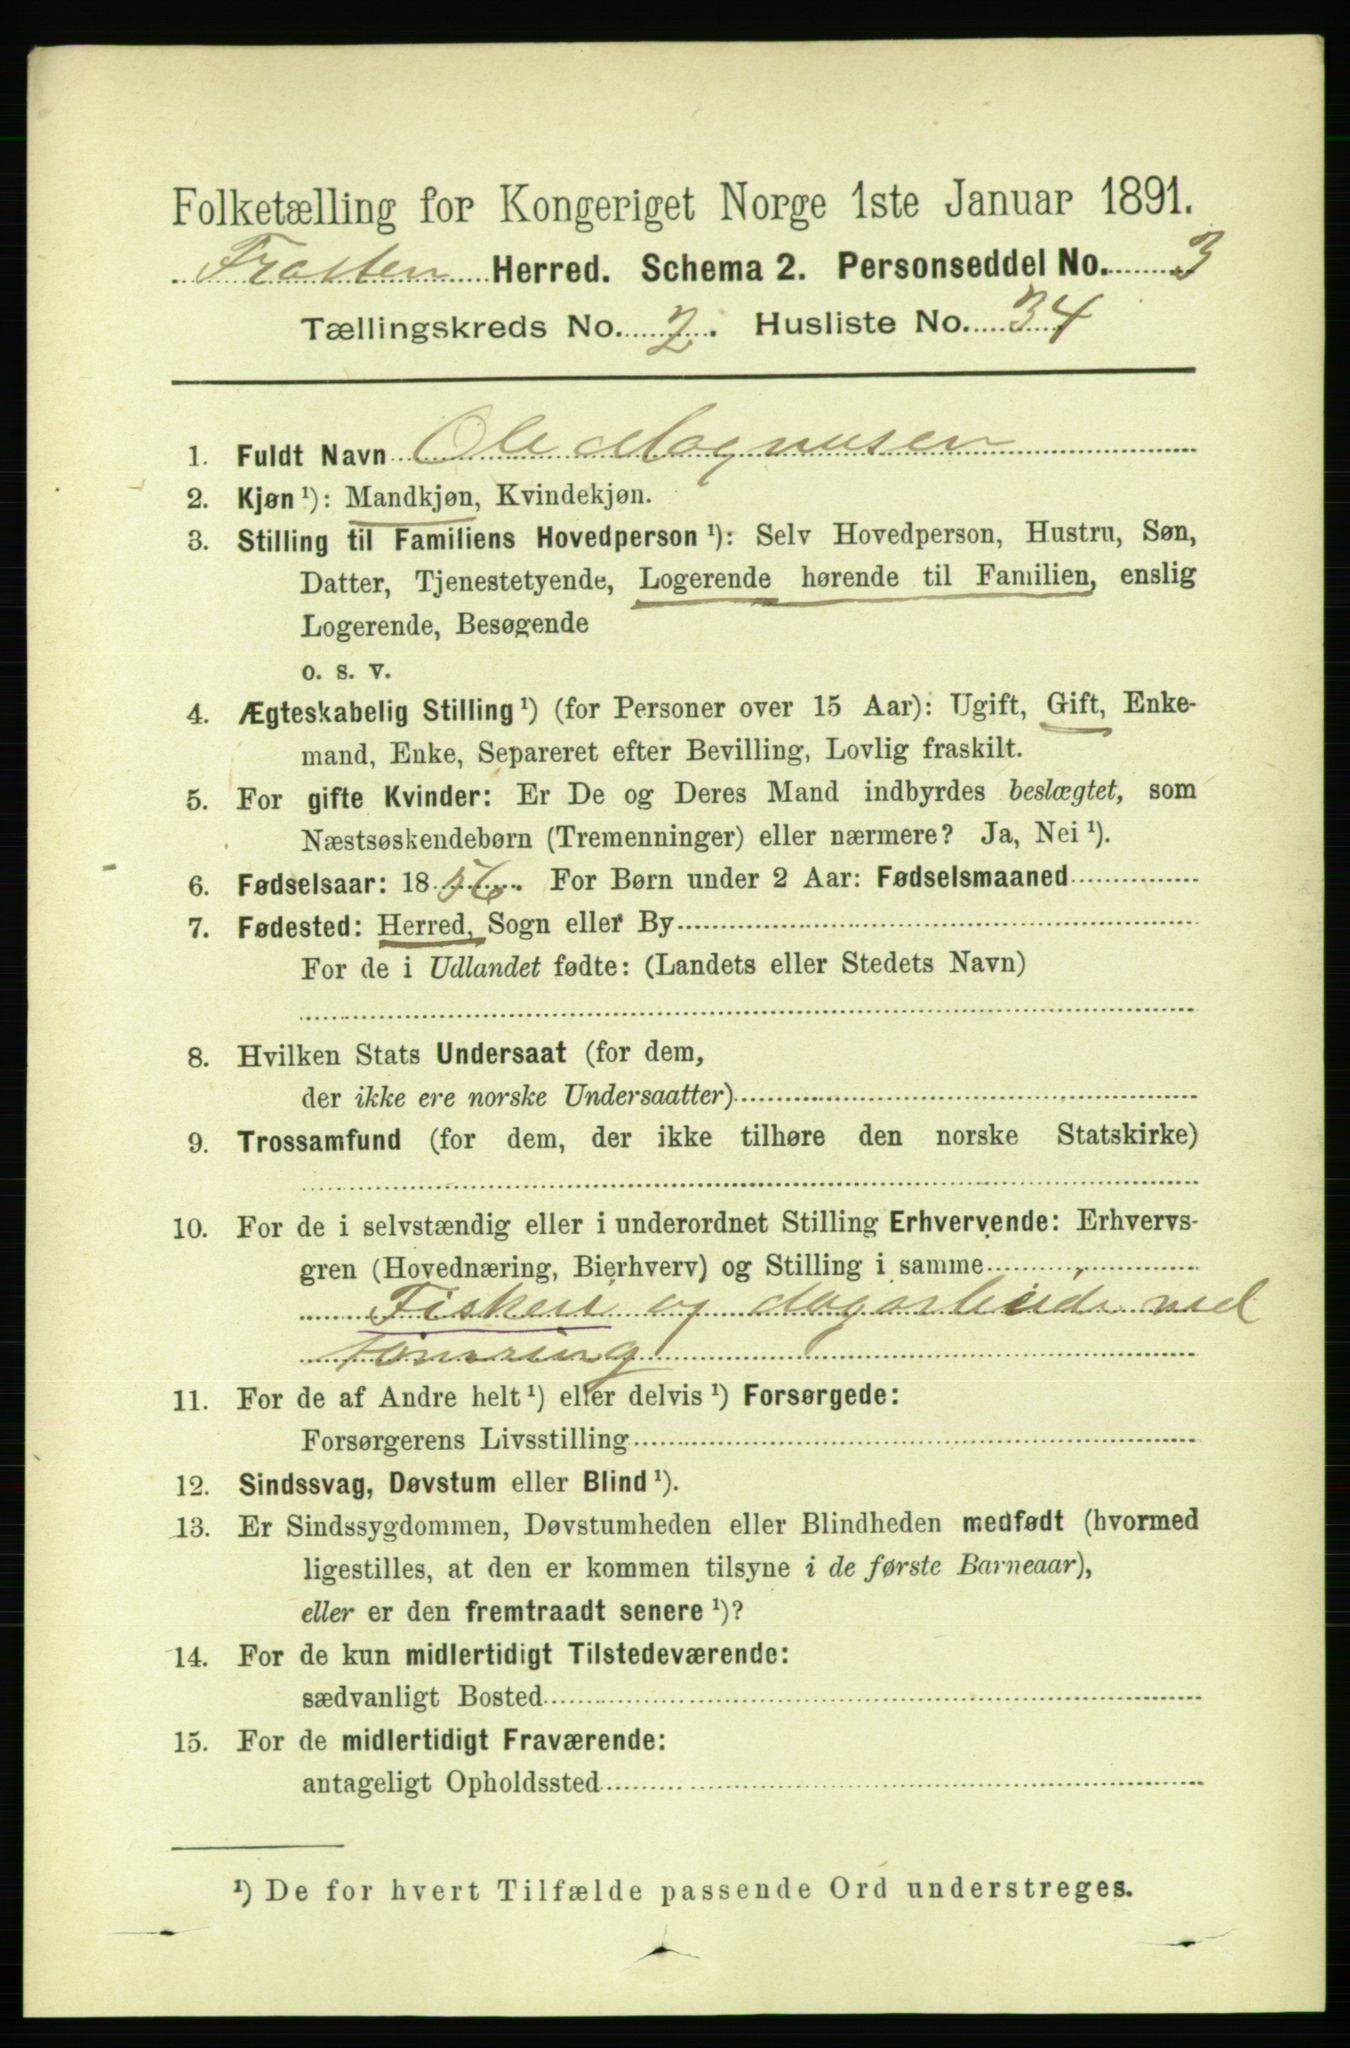 Folketælling for Kongeriget Norge 1ste Januar 1891.
Frosten Herred. Schema 2. Personseddel No. 3
Tællingskreds No. 2. Husliste No. 34
1. Fuldt Navn Ole Magnusen
2. Kjøn ¹): Mandkjøn, Kvindekjøn.
3. Stilling til Familiens Hovedperson ¹): Selv Hovedperson, Hustru, Søn,
Datter, Tjenestetyende, Logerende hørende til Familien, enslig
Logerende, Besøgende
o. s. v.
4. Ægteskabelig Stilling ¹) (for Personer over 15 Aar): Ugift, Gift, Enke-
mand, Enke, Separeret efter Bevilling, Lovlig fraskilt.
5. For gifte Kvinder: Er De og Deres Mand indbyrdes beslægtet, som
Næstsøskendebørn (Tremenninger) eller nærmere? Ja, Nei ¹).
6. Fødselsaar: 1856. For Børn under 2 Aar: Fødselsmaaned
7. Fødested: Herred, Sogn eller By
For de i Udlandet fødte: (Landets eller Stedets Navn)
8. Hvilken Stats Undersaat (for dem,
der ikke ere norske Undersaatter)
9. Trossamfund (for dem, der ikke tilhøre den norske Statskirke)
10. For de i selvstændig eller i underordnet Stilling Erhvervende: Erhvervs-
gren (Hovednæring, Bierhverv) og Stilling i samme
Fiskeri og dagarbeide ved
tømring
11. For de af Andre helt ¹) eller delvis ¹) Forsørgede:
Forsørgerens Livsstilling
12. Sindssvag, Døvstum eller Blind ¹).
13. Er Sindssygdommen, Døvstumheden eller Blindheden medfødt (hvormed
ligestilles, at den er kommen tilsyne i de første Barneaar),
eller er den fremtraadt senere ¹)?
14. For de kun midlertidigt Tilstedeværende:
sædvanligt Bosted
15. For de midlertidigt Fraværende:
antageligt Opholdssted
¹) De for hvert Tilfælde passende Ord understreges.